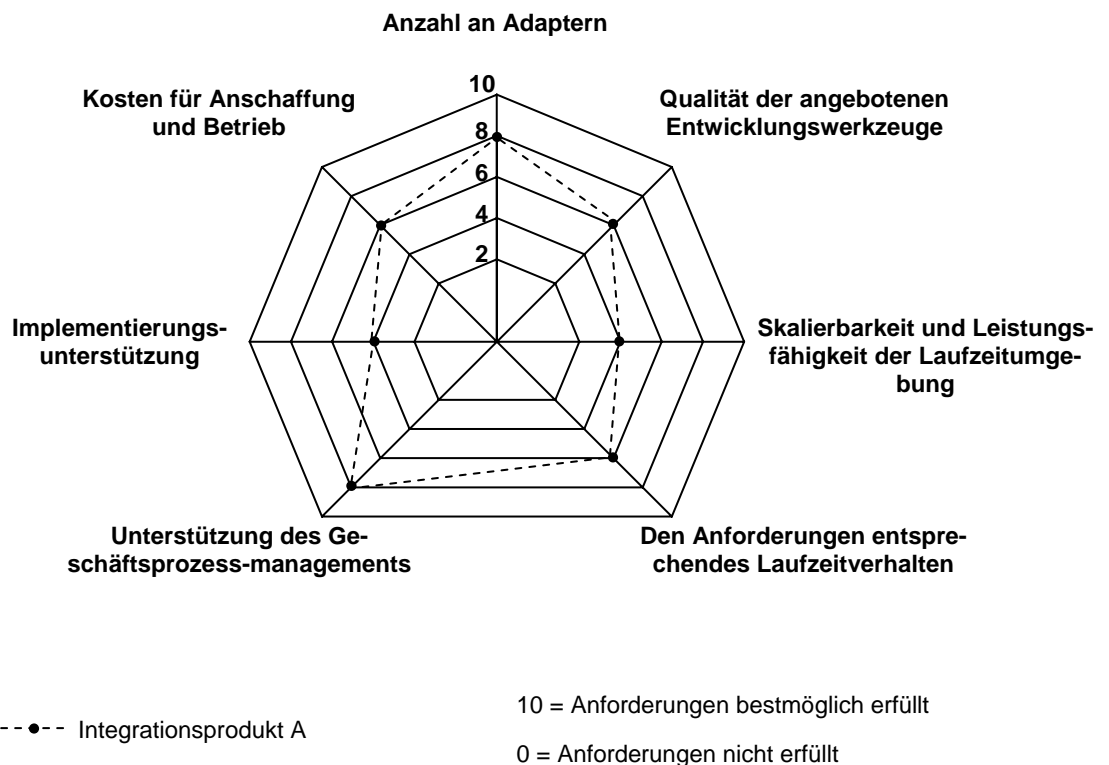 Anzahl an Adaptern
Kosten für Anschaffung
und Betrieb
10
8
6
4
2
Qualität der angebotenen
Entwicklungswerkzeuge
Implementierungs-
unterstützung
Skalierbarkeit und Leistungs-
fähigkeit der Laufzeitumge-
bung
Unterstützung des Ge-
schäftsprozess-managements
Den Anforderungen entspre-
chendes Laufzeitverhalten
Integrationsprodukt A
10 = Anforderungen bestmöglich erfüllt
0 = Anforderungen nicht erfüllt